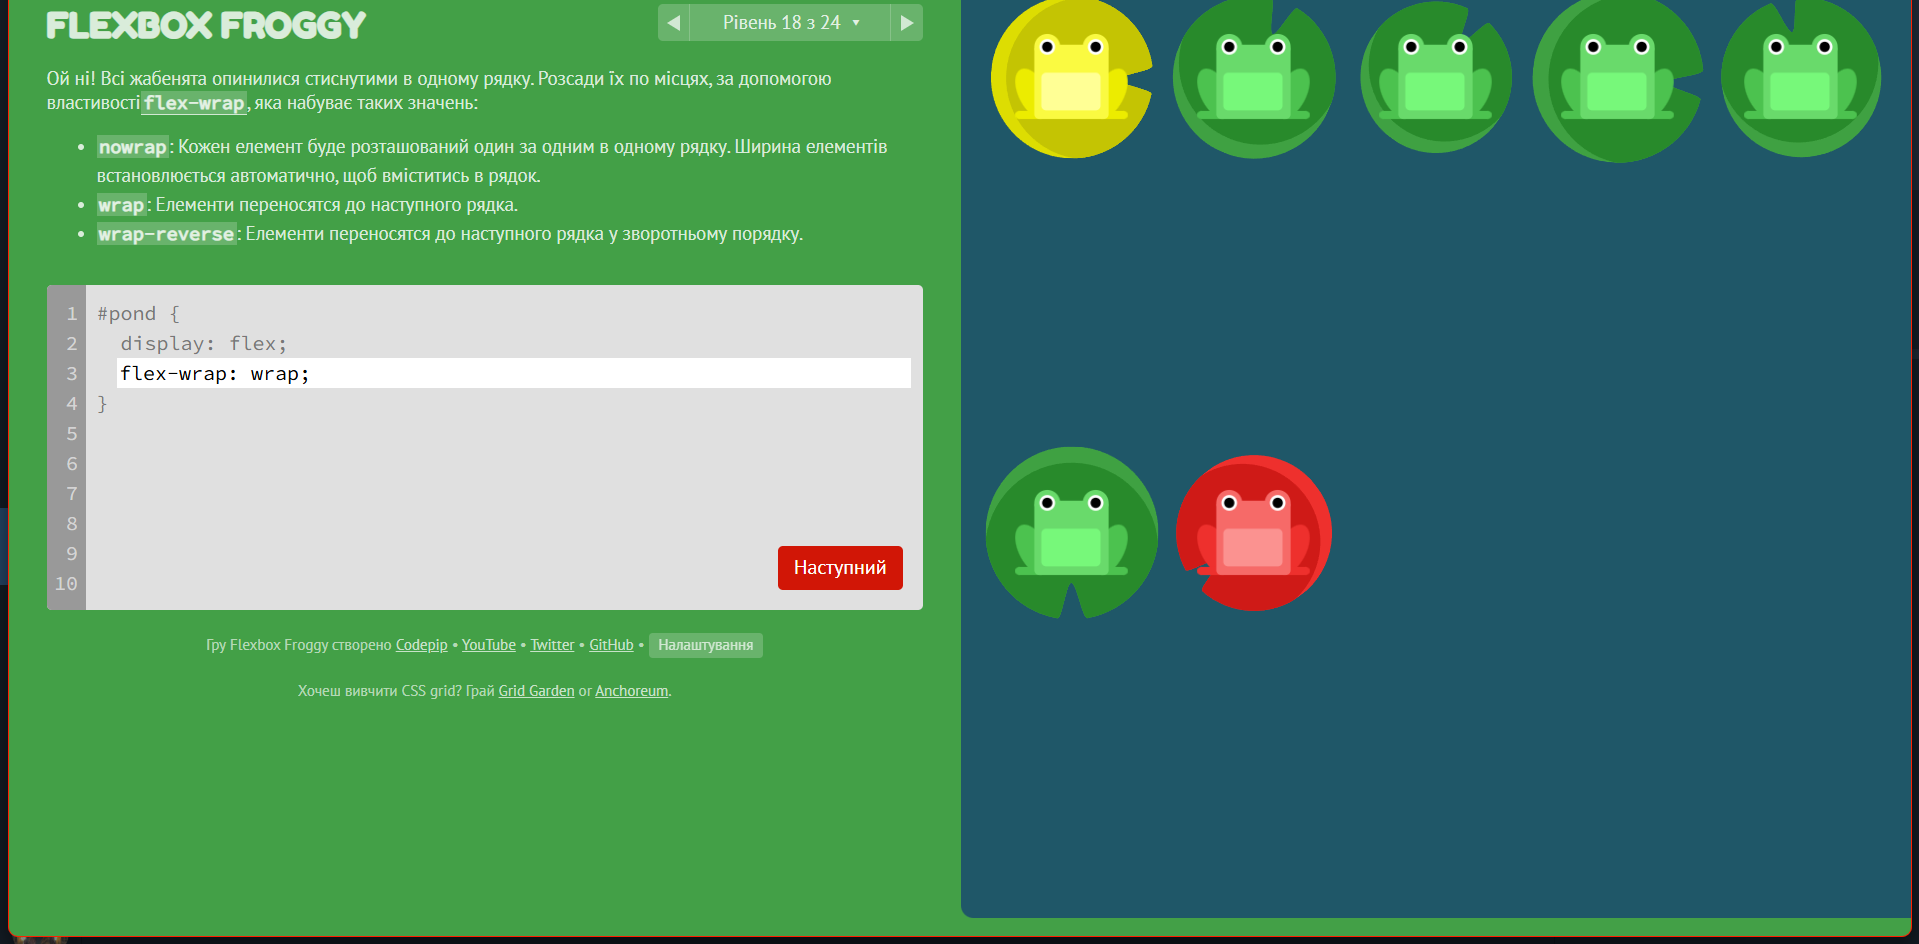 FLEXBOX FROGGY
◀ Рівень 18 з 24 ▾ ▶
Ой ні! Всі жабенята опинилися стиснутими в одному рядку. Розсади їх по місцях, за допомогою
властивості flex-wrap, яка набуває таких значень:
• nowrap: Кожен елемент буде розташований один за одним в одному рядку. Ширина елементів
встановлюється автоматично, щоб вміститись в рядок.
• wrap: Елементи переносятся до наступного рядка.
• wrap-reverse: Елементи переносятся до наступного рядка у зворотньому порядку.
1 #pond {
2 display: flex;
3 flex-wrap: wrap;
4 }
5
6
7
8
9
10
Наступний
Гру Flexbox Froggy створено Codepip • YouTube • Twitter • GitHub • Налаштування
Хочеш вивчити CSS grid? Грай Grid Garden or Anchoreum.